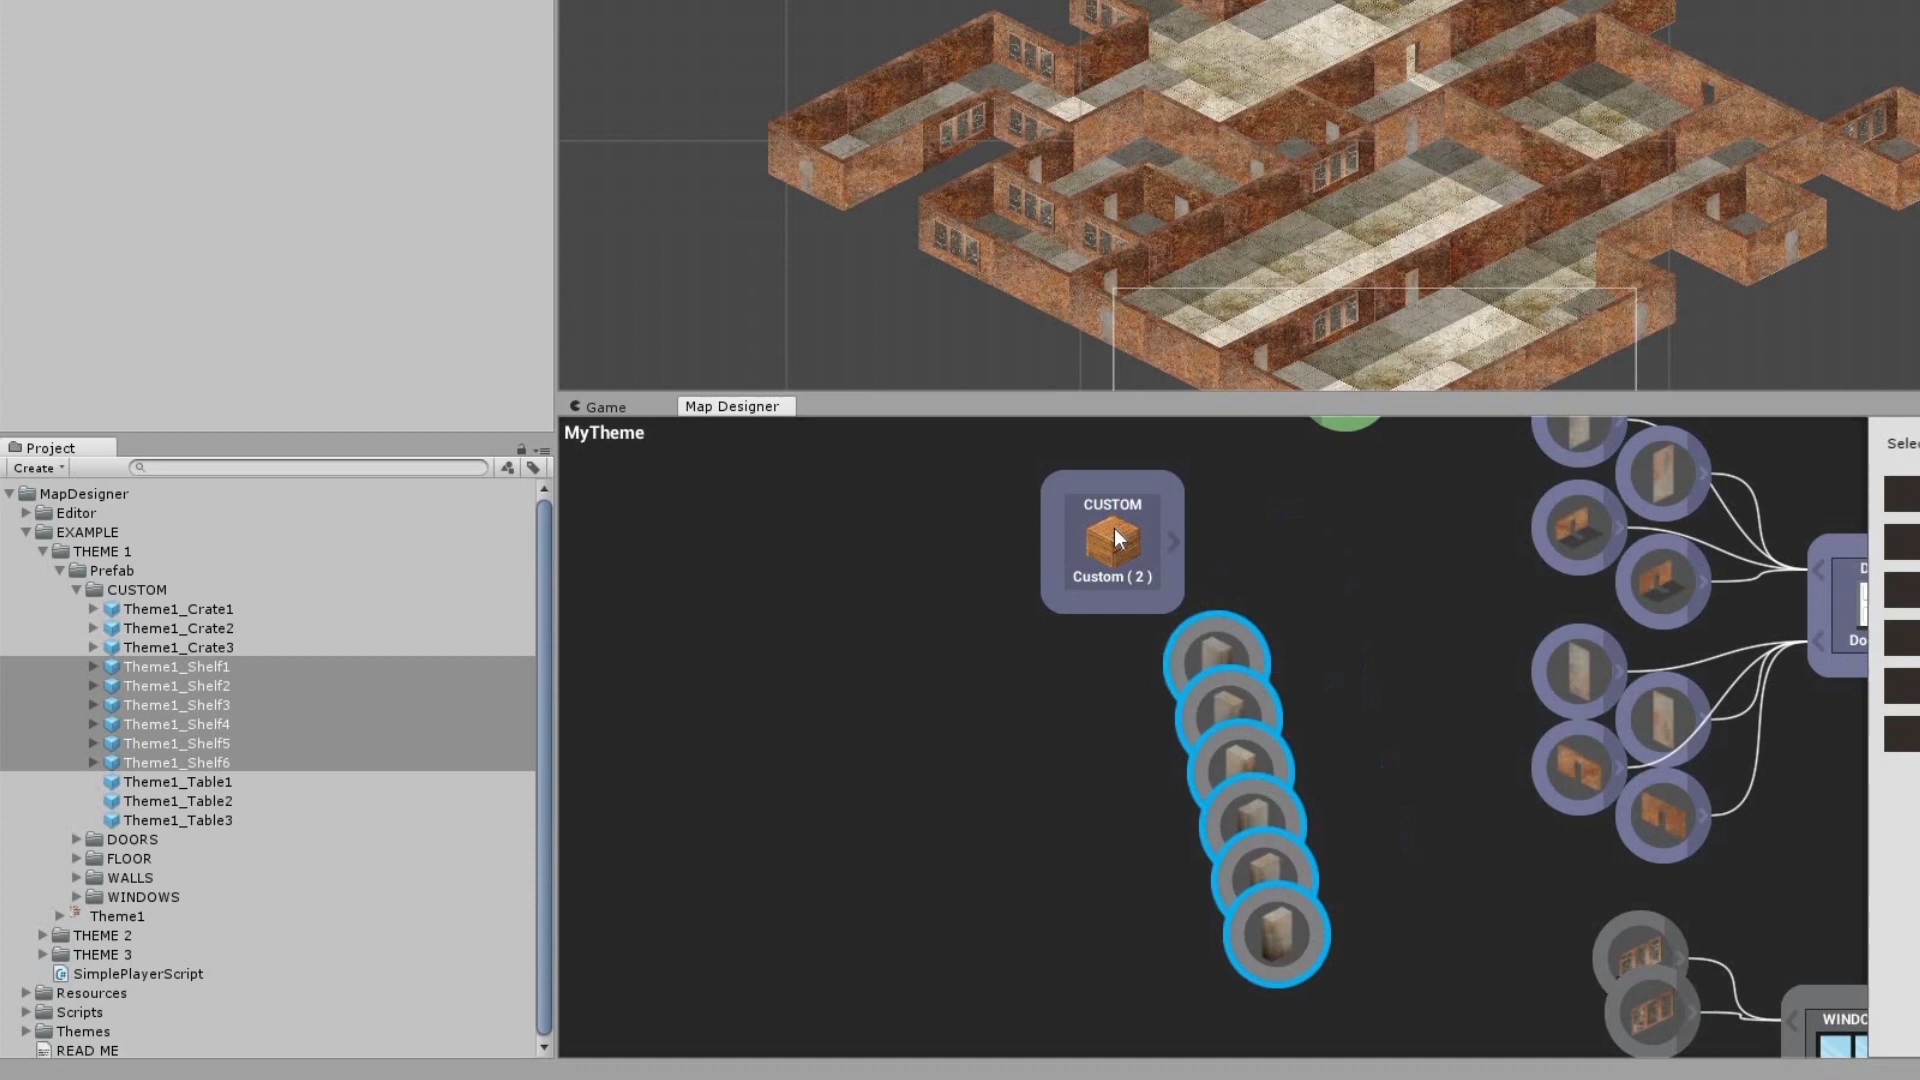 Game
Map Designer
MyTheme
CUSTOM
Custom ( 2 )
Project
Create
MapDesigner
Editor
EXAMPLE
THEME 1
Prefab
CUSTOM
Theme1_Crate1
Theme1_Crate2
Theme1_Crate3
Theme1_Shelf1
Theme1_Shelf2
Theme1_Shelf3
Theme1_Shelf4
Theme1_Shelf5
Theme1_Shelf6
Theme1_Table1
Theme1_Table2
Theme1_Table3
DOORS
FLOOR
WALLS
WINDOWS
Theme1
THEME 2
THEME 3
SimplePlayerScript
Resources
Scripts
Themes
READ ME